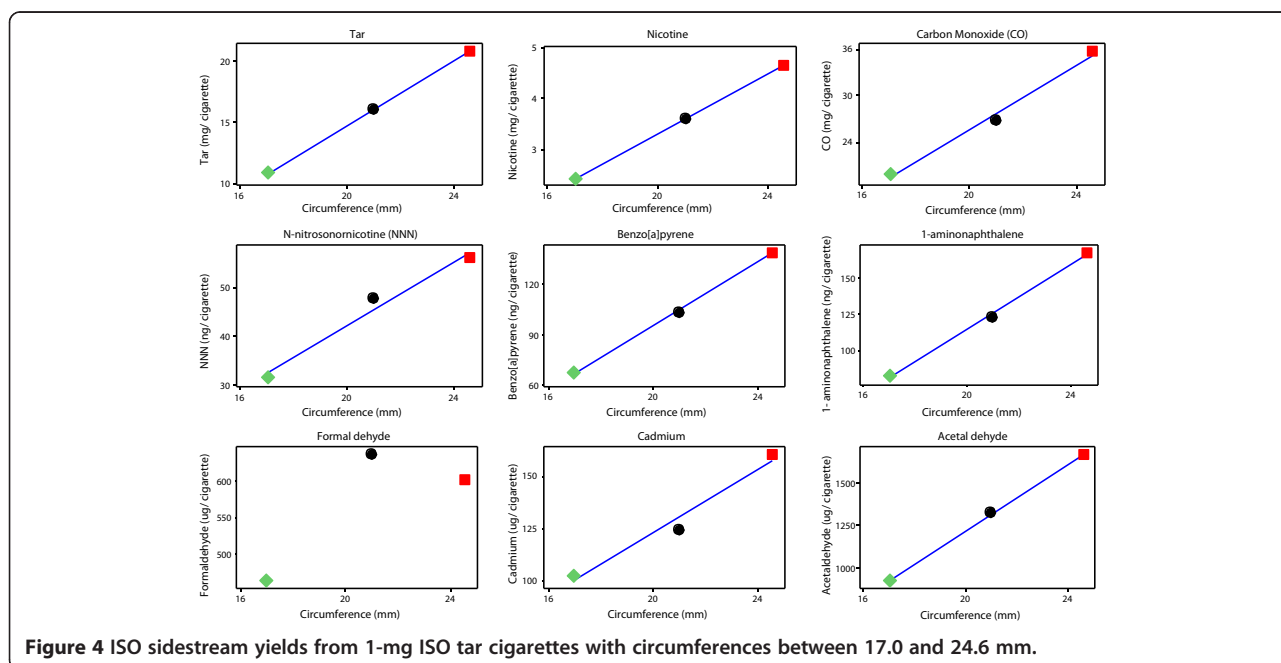 Tar
Nicotine
Carbon Monoxide (CO)
Tar (mg/ cigarette)
20
15
10
16
20
24
Circumference (mm)
Nicotine (mg/ cigarette)
5
4
3
16
20
24
Circumference (mm)
CO (mg/ cigarette)
36
30
24
16
20
24
Circumference (mm)
N-nitrosonornicotine (NNN)
Benzo[a]pyrene
1-aminonaphthalene
NNN (ng/ cigarette)
50
40
30
16
20
24
Circumference (mm)
Benzo[a]pyrene (ng/ cigarette)
120
90
60
16
20
24
Circumference (mm)
1- aminonaphthalene (ng/ cigarette)
150
125
100
16
20
24
Circumference (mm)
Formal dehyde
Cadmium
Acetal dehyde
Formaldehyde (ug/ cigarette)
600
550
500
16
20
24
Circumference (mm)
Cadmium (ug/ cigarette)
150
125
100
16
20
24
Circumference (mm)
Acetaldehyde (ug/ cigarette)
1500
1250
1000
16
20
24
Circumference (mm)
Figure 4 ISO sidestream yields from 1-mg ISO tar cigarettes with circumferences between 17.0 and 24.6 mm.